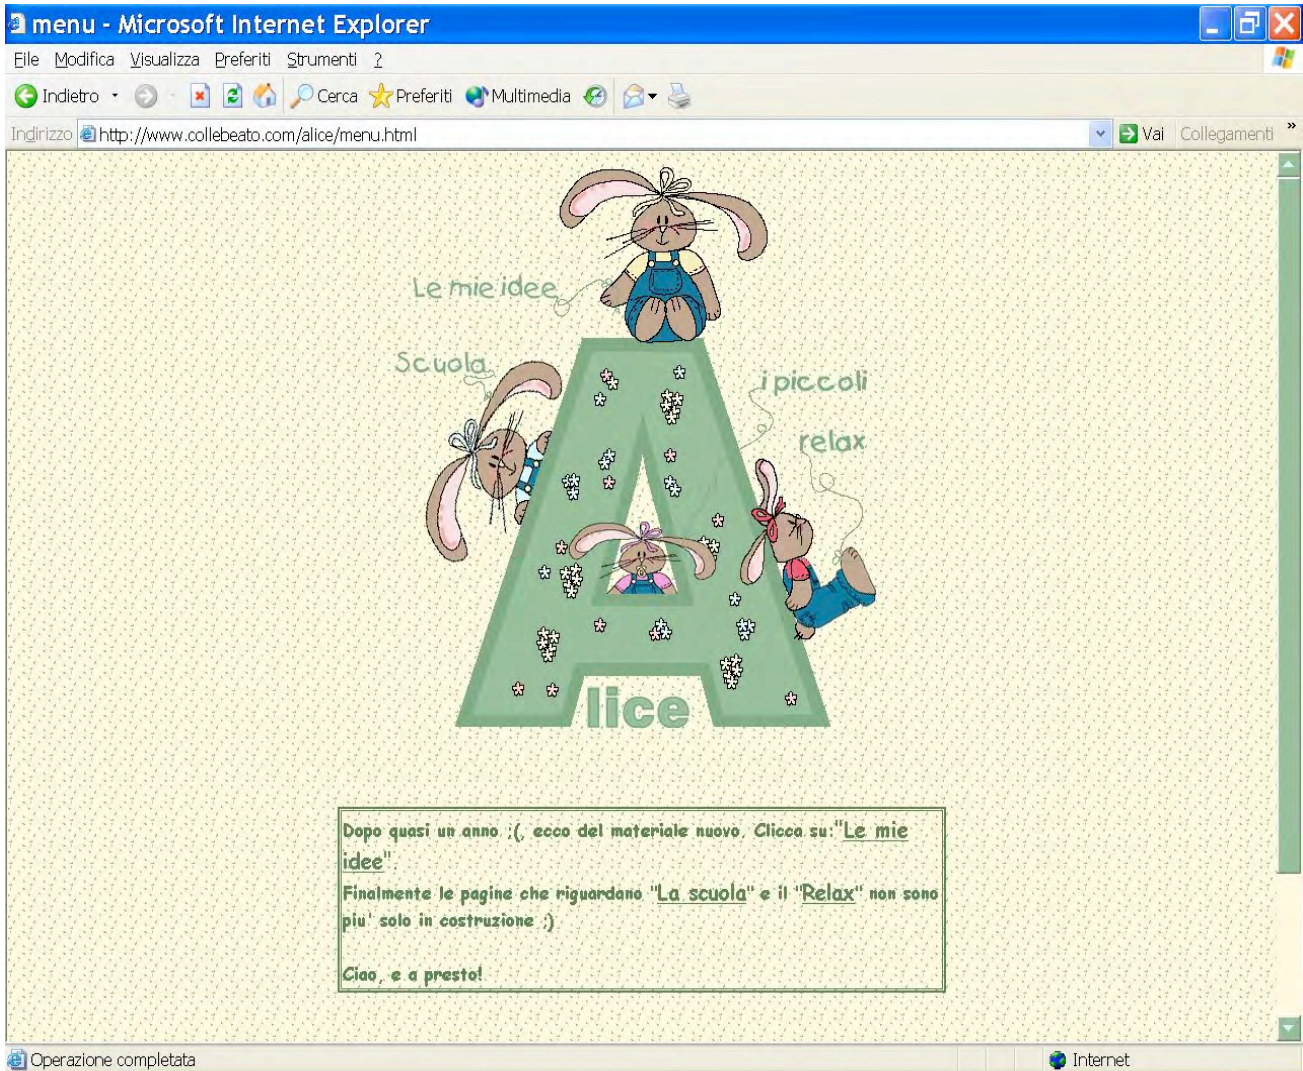 menu - Microsoft Internet Explorer
File Modifica Visualizza Preferiti Strumenti ?
Indietro Cerca Preferiti Multimedia
Indirizzo http://www.collebeato.com/alice/menu.html Vai Collegamenti »
Le mie idee
Scuola
i piccoli
relax
A
lice
Dopo quasi un anno ;(, ecco del materiale nuovo. Clicca su:"Le mie
idee".
Finalmente le pagine che riguardano "La scuola" e il "Relax" non sono
piu' solo in costruzione ;)
Ciao, e a presto!
Operazione completata Internet